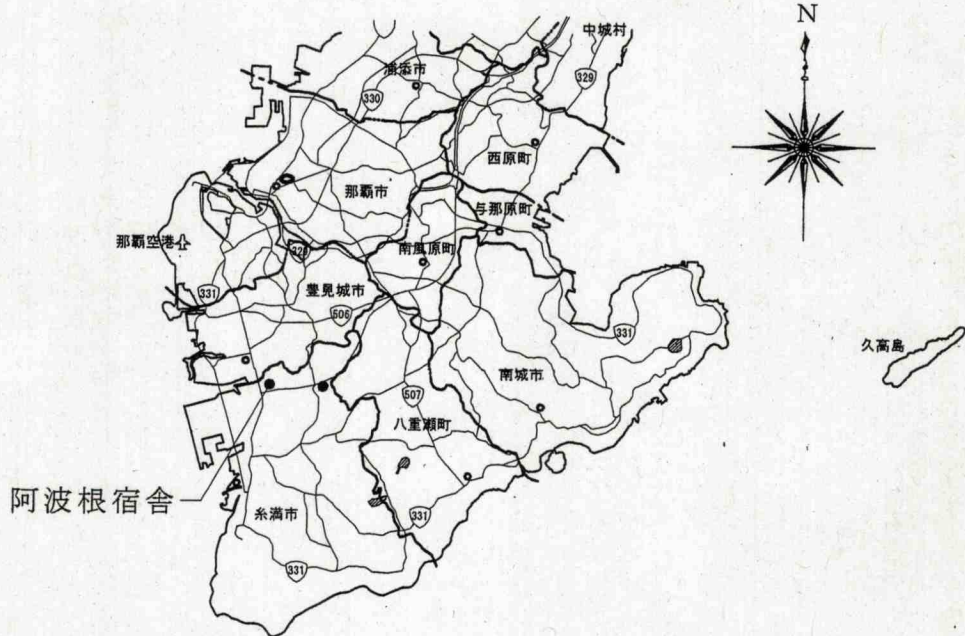 N
中城村
329
浦添市
330
西原町
那覇市
与那原町
那覇空港
南風原町
329
331
豊見城市
506
331
久高島
南城市
507
八重瀬町
阿波根宿舎
糸満市
331
331